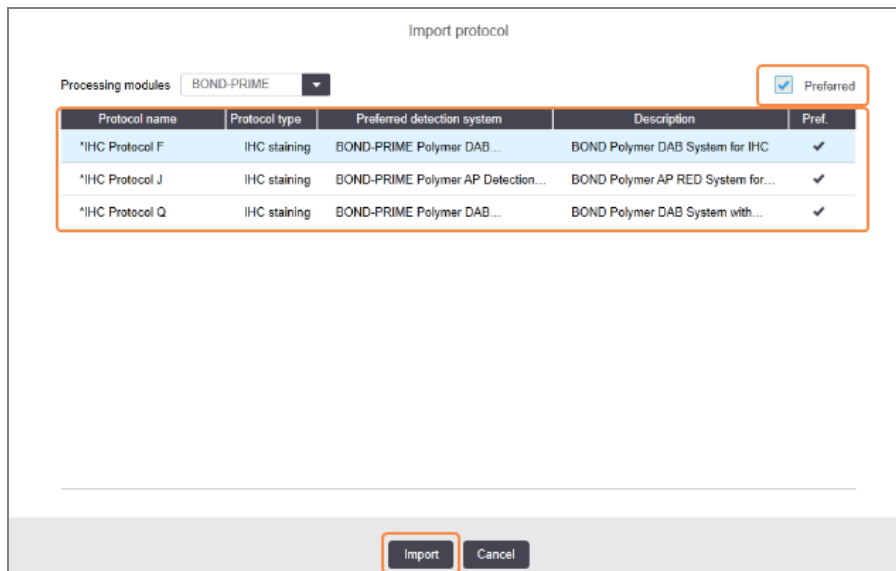 Import protocol
Processing modules BOND-PRIME Preferred
Protocol name Protocol type Preferred detection system Description Pref.
*IHC Protocol F IHC staining BOND-PRIME Polymer DAB... BOND Polymer DAB System for IHC
*IHC Protocol J IHC staining BOND-PRIME Polymer AP Detection... BOND Polymer AP RED System for...
*IHC Protocol Q IHC staining BOND-PRIME Polymer DAB... BOND Polymer DAB System with...
Import Cancel